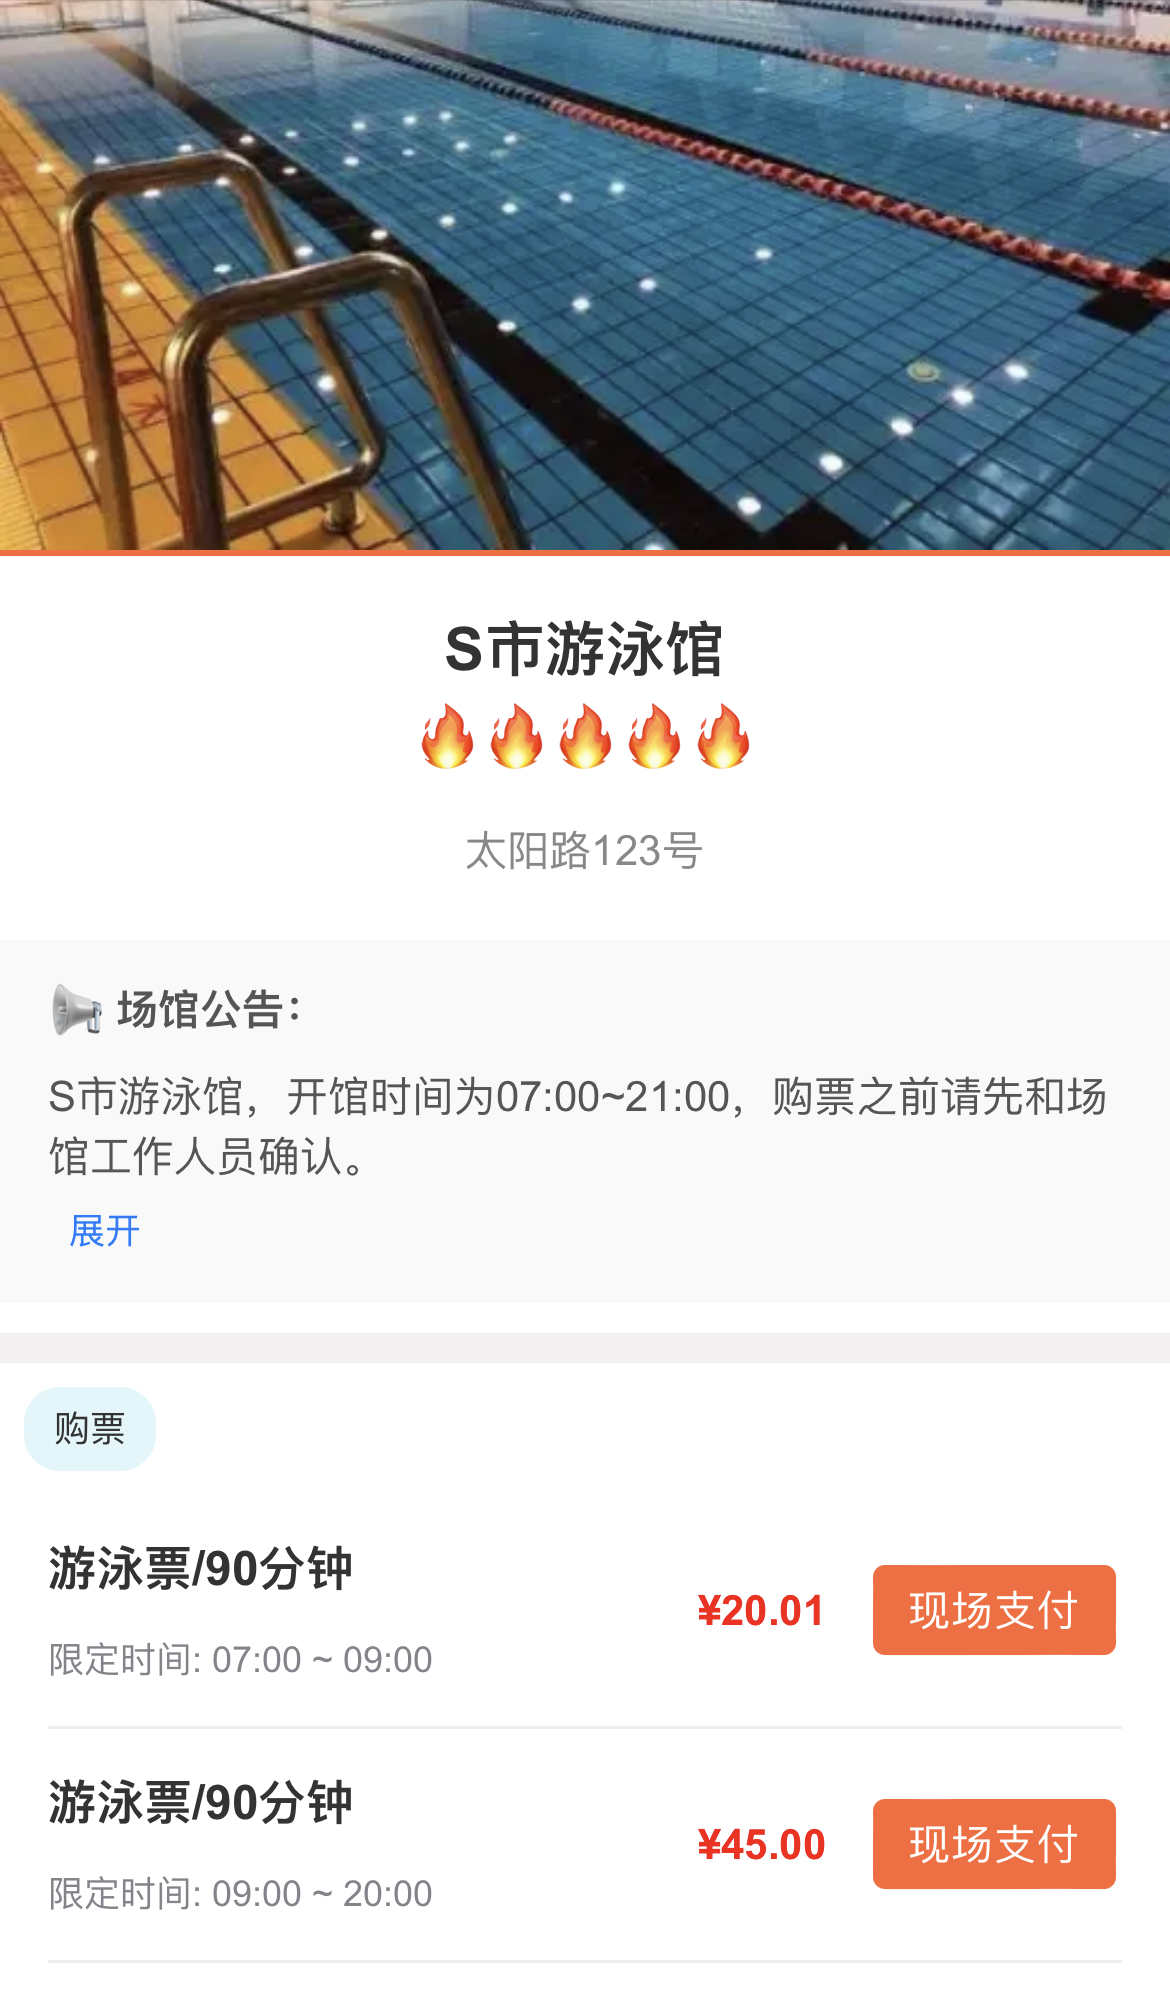 S市游泳馆
🔥🔥🔥🔥🔥
太阳路123号
📢 场馆公告：
S市游泳馆，开馆时间为07:00~21:00，购票之前请先和场
馆工作人员确认。
展开
购票
游泳票/90分钟
¥20.01 现场支付
限定时间: 07:00 ~ 09:00
游泳票/90分钟
¥45.00 现场支付
限定时间: 09:00 ~ 20:00